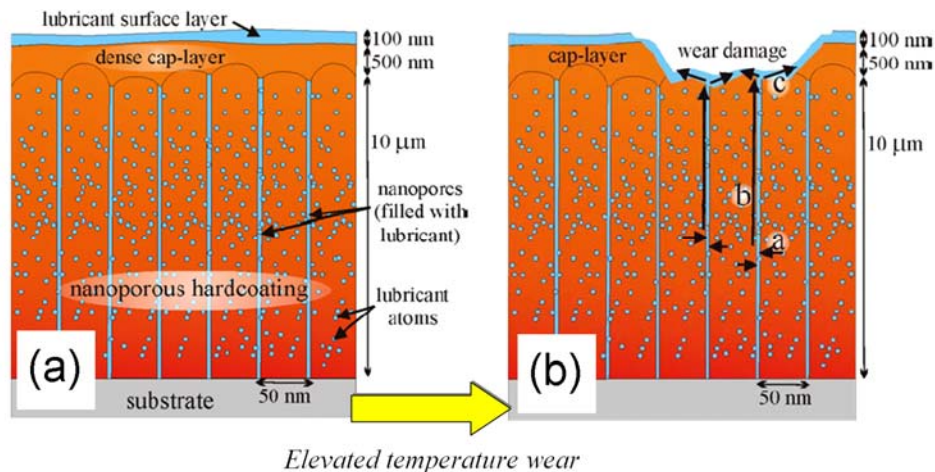 lubricant surface layer
dense cap-layer
100 nm
500 nm
10 μm
nanopores
(filled with
lubricant)
nanoporous hardcoating
lubricant
atoms
(a)
50 nm
substrate
wear damage
cap-layer
100 nm
500 nm
c
10 μm
b
a
(b)
50 nm
Elevated temperature wear